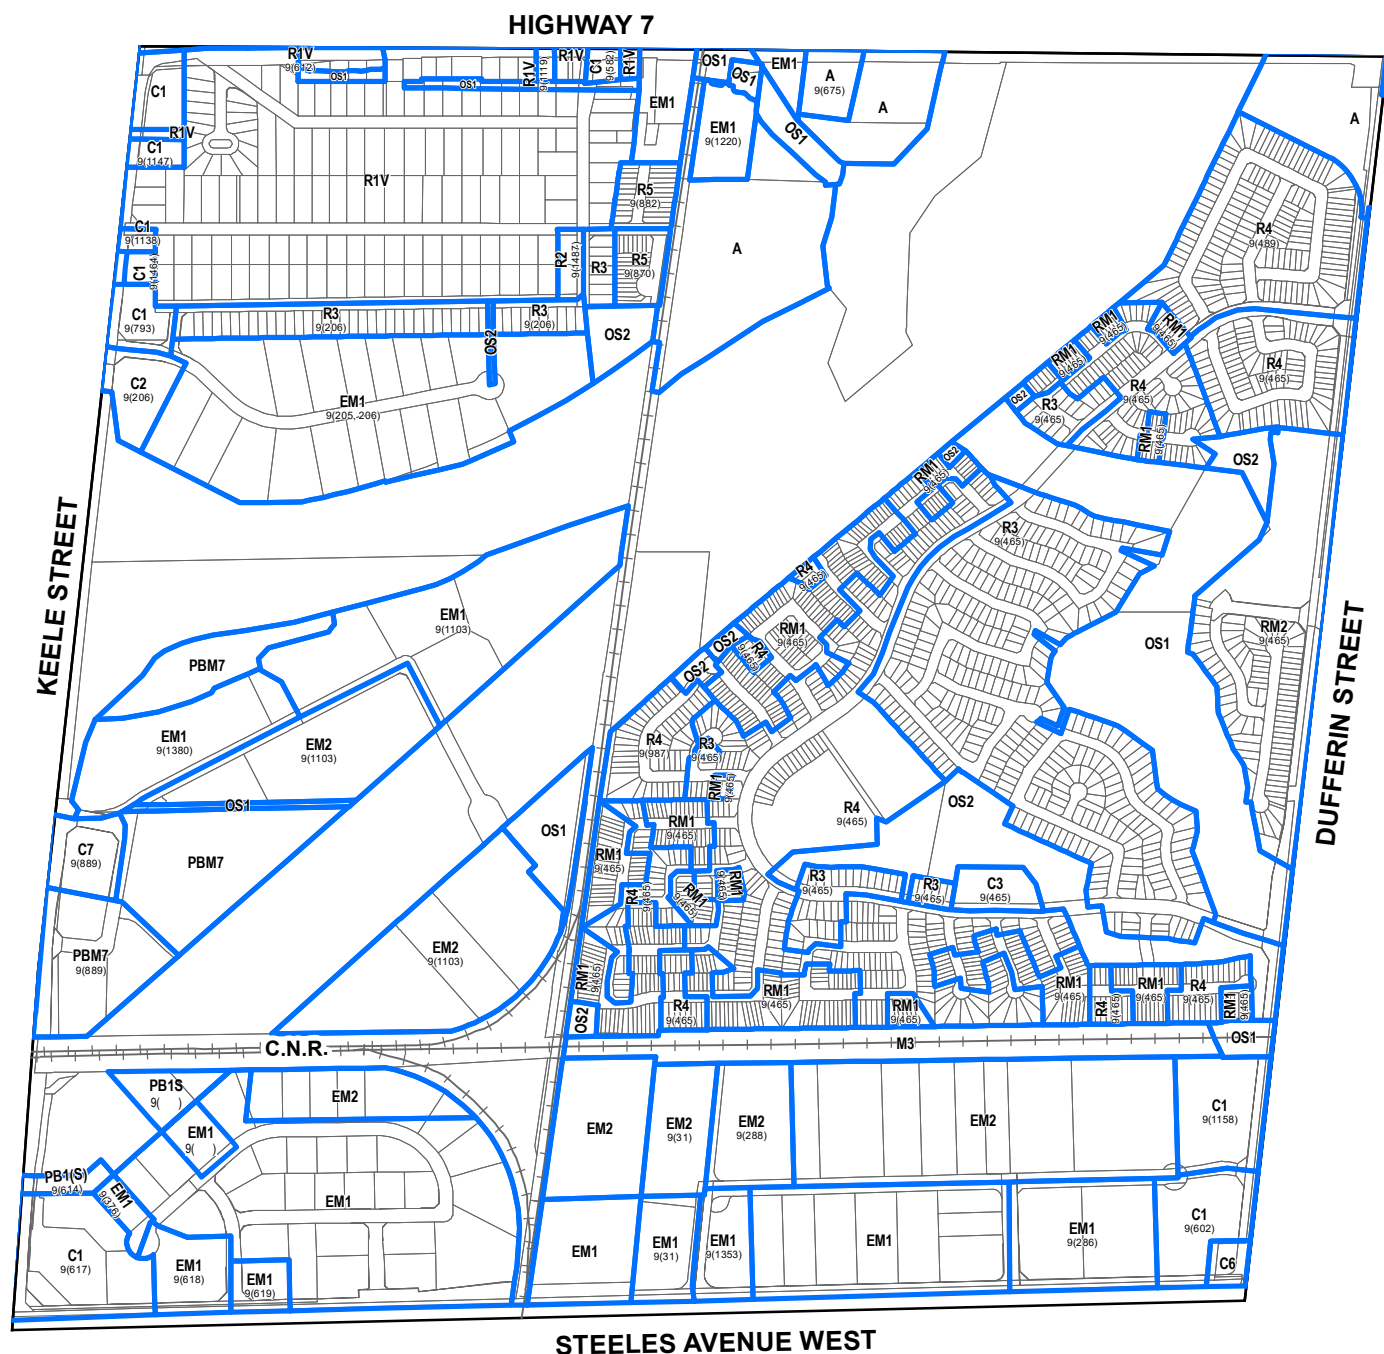 HIGHWAY 7
R1V
9(612)
OS1
OS1
R1V
9(1119)
R1V
C1
9(582)
R1V
OS1
OS1
EM1
A
9(675)
A
A
C1
R1V
C1
9(1147)
EM1
EM1
9(1220)
OS1
R1V
R5
9(882)
C1
9(1138)
C1
9(1464)
R2
9(1487)
R3
R5
9(870)
A
R4
9(489)
C1
9(793)
R3
9(206)
OS2
R3
9(206)
OS2
RM1
9(465)
RM1
9(465)
RM1
9(465)
R4
9(465)
C2
9(206)
EM1
9(205, 206)
OS2
R3
9(465)
R4
9(465)
RM1
9(465)
OS2
OS2
RM1
9(465)
R3
9(465)
KEELE STREET
R4
9(465)
EM1
9(1103)
RM1
9(465)
OS2
R4
9(465)
OS2
OS1
RM2
9(465)
DUFFERIN STREET
PBM7
EM1
9(1380)
EM2
9(1103)
R4
9(987)
R3
9(465)
RM1
9(465)
OS1
R4
9(465)
OS2
OS1
RM1
9(465)
C7
9(889)
PBM7
RM1
9(465)
R4
9(465)
RM1
9(465)
RM1
9(465)
R3
9(465)
R3
9(465)
C3
9(465)
EM2
9(1103)
PBM7
9(889)
RM1
9(465)
OS2
R4
9(465)
RM1
9(465)
RM1
9(465)
RM1
9(465)
R4
9(465)
RM1
9(465)
R4
9(465)
RM1
9(465)
C.N.R.
M3
OS1
PB1S
9( )
EM2
EM1
9( )
EM2
EM2
9(31)
EM2
9(288)
EM2
C1
9(1158)
PB1(S)
9(614)
EM1
9(376)
EM1
C1
9(617)
EM1
9(618)
EM1
9(619)
EM1
EM1
9(31)
EM1
9(1353)
EM1
EM1
9(286)
C1
9(602)
C6
STEELES AVENUE WEST